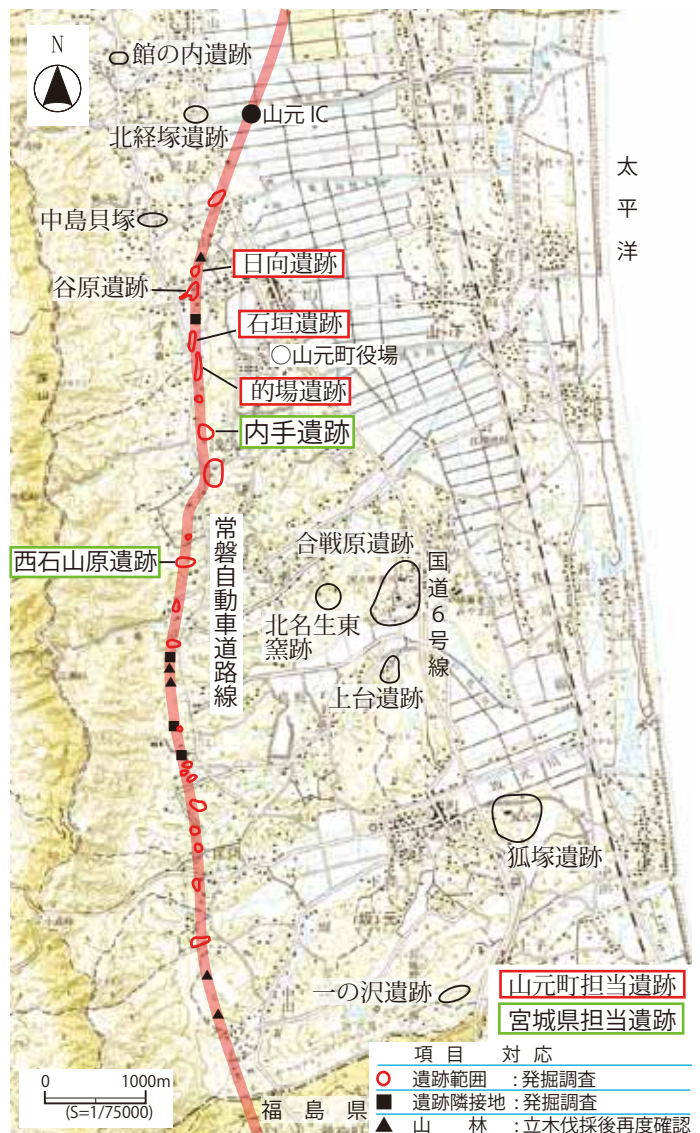 N
館の内遺跡
山元 IC
北経塚遺跡
太平洋
中島貝塚
日向遺跡
谷原遺跡
石垣遺跡
○山元町役場
的場遺跡
内手遺跡
常磐自動車道路線
合戦原遺跡
国道6号線
西石山原遺跡
北名生東
窯跡
上台遺跡
狐塚遺跡
一の沢遺跡
山元町担当遺跡
宮城県担当遺跡
0 1000m
(S=1/75000)
福島県
項目 対応
遺跡範囲 :発掘調査
遺跡隣接地 :発掘調査
山林 :立木伐採後再度確認